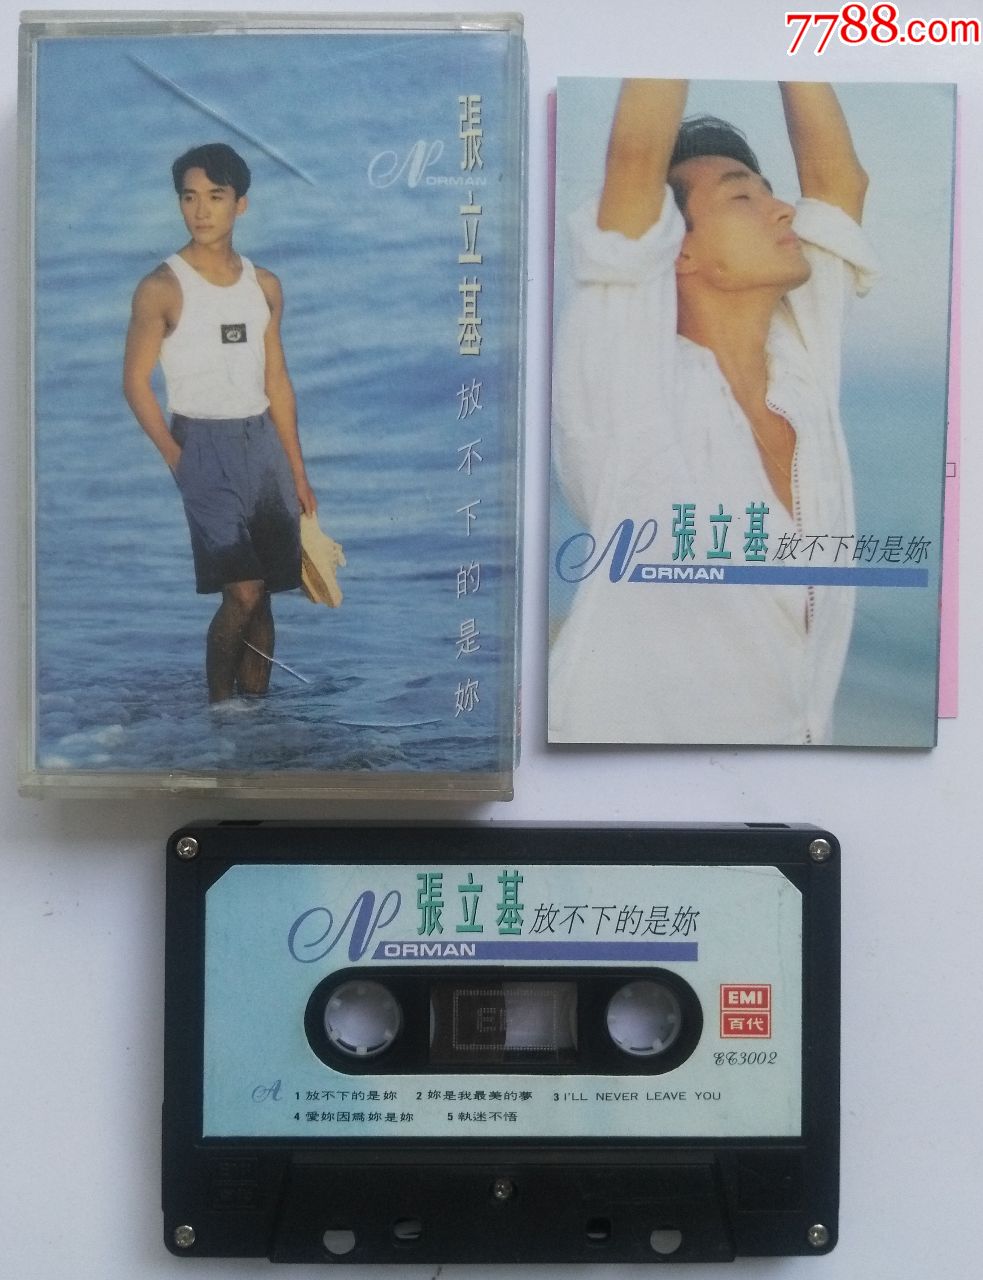 7788.com
張立基
NORMAN
放不下的是妳
張立基放不下的是妳
NORMAN
張立基放不下的是妳
NORMAN
EMI
百代
ET3002
A 1 放不下的是妳 2 妳是我最美的夢 3 I'LL NEVER LEAVE YOU
4 愛妳因爲妳是妳 5 執迷不悟